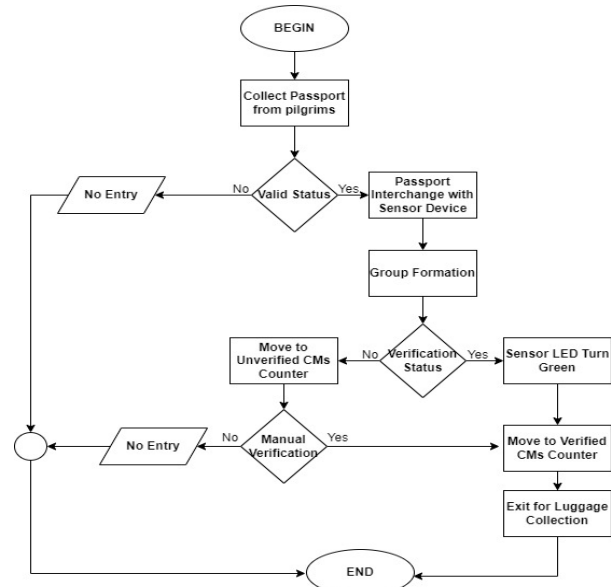 BEGIN
Collect Passport
from pilgrims
No Entry
No
Valid Status
Yes
Passport
Interchange with
Sensor Device
Group Formation
Move to
Unverified CMs
Counter
No
Verification
Status
Yes
Sensor LED Turn
Green
No Entry
No
Manual
Verification
Yes
Move to Verified
CMs Counter
Exit for Luggage
Collection
END